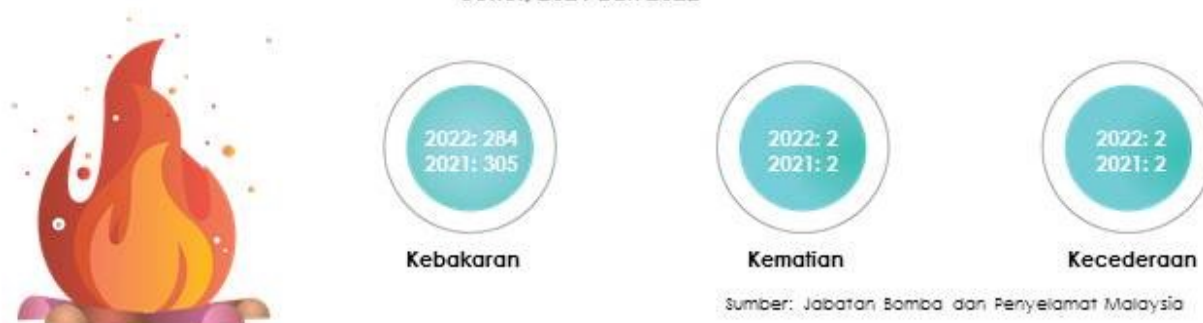 2022: 284
2021: 305
Kebakaran
2022: 2
2021: 2
Kematian
2022: 2
2021: 2
Kecederaan
Sumber: Jabatan Bomba dan Penyelamat Malaysia